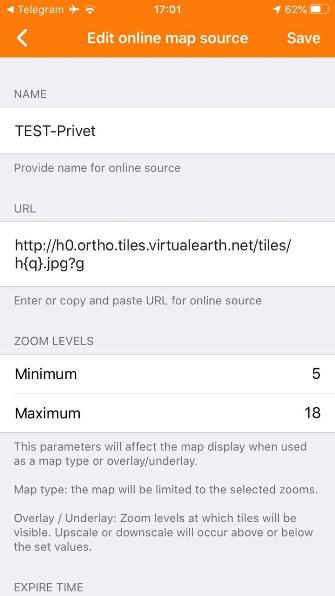 Telegram 17:01 62%
Edit online map source Save
NAME
TEST-Privet
Provide name for online source
URL
http://h0.ortho.tiles.virtualearth.net/tiles/
h{q}.jpg?g
Enter or copy and paste URL for online source
ZOOM LEVELS
Minimum 5
Maximum 18
This parameters will affect the map display when used
as a map type or overlay/underlay.
Map type: the map will be limited to the selected zooms.
Overlay / Underlay: Zoom levels at which tiles will be
visible. Upscale or downscale will occur above or below
the set values.
EXPIRE TIME